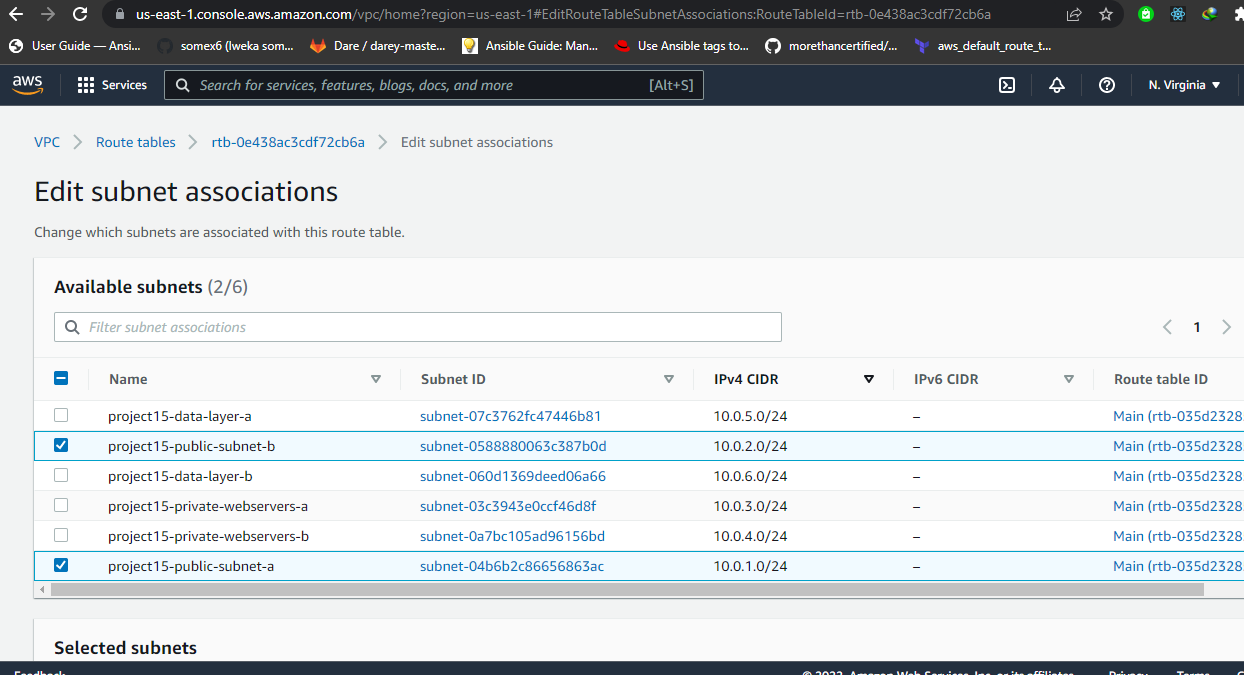 us-east-1.console.aws.amazon.com/vpc/home?region=us-east-1#EditRouteTableSubnetAssociations:RouteTableId=rtb-0e438ac3cdf72cb6a
User Guide — Ansi... somex6 (Iweka som... Dare / darey-maste... Ansible Guide: Man... Use Ansible tags to... morethancertified/... aws_default_route_t...
aws Services Search for services, features, blogs, docs, and more [Alt+S] N. Virginia
VPC Route tables rtb-0e438ac3cdf72cb6a Edit subnet associations
Edit subnet associations
Change which subnets are associated with this route table.
Available subnets (2/6)
Filter subnet associations 1
Name Subnet ID IPv4 CIDR IPv6 CIDR Route table ID
project15-data-layer-a subnet-07c3762fc47446b81 10.0.5.0/24 – Main (rtb-035d2328
project15-public-subnet-b subnet-0588880063c387b0d 10.0.2.0/24 – Main (rtb-035d2328
project15-data-layer-b subnet-060d1369deed06a66 10.0.6.0/24 – Main (rtb-035d2328
project15-private-webservers-a subnet-03c3943e0ccf46d8f 10.0.3.0/24 – Main (rtb-035d2328
project15-private-webservers-b subnet-0a7bc105ad96156bd 10.0.4.0/24 – Main (rtb-035d2328
project15-public-subnet-a subnet-04b6b2c86656863ac 10.0.1.0/24 – Main (rtb-035d2328
Selected subnets
Feedback Amazon Web Services, Inc. or its affiliates. Privacy Terms